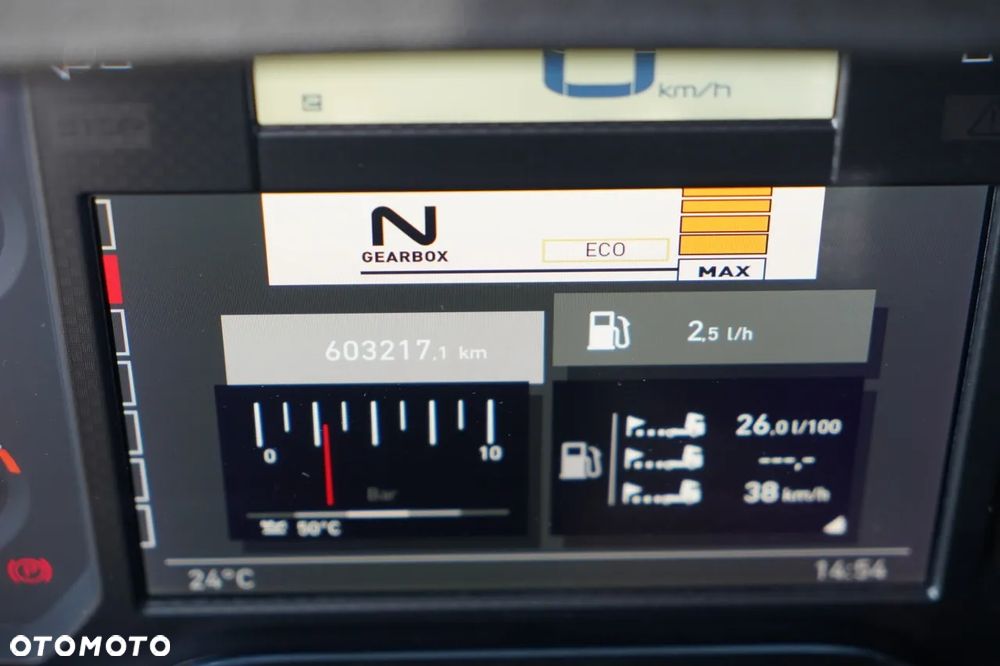 0 km/h
N
GEARBOX
ECO
MAX
603217,1 km
2,5 l/h
0
10
Bar
50°C
26,0 l/100
---,-
38 km/h
24°C
14:54
OTOMOTO